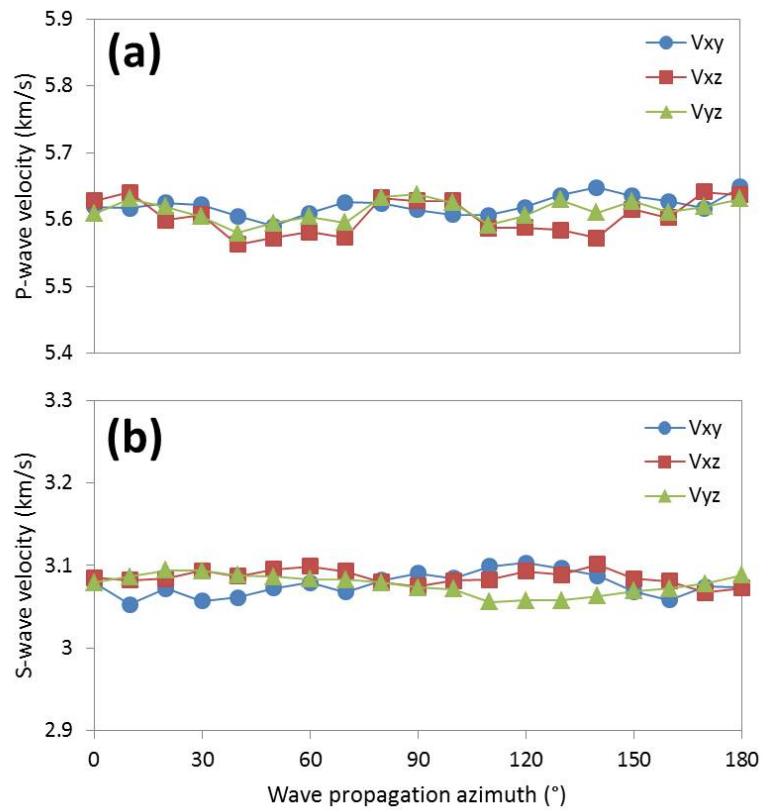 (a)
Vxy
Vxz
Vyz
P-wave velocity (km/s)
5.9
5.8
5.7
5.6
5.5
5.4
(b)
Vxy
Vxz
Vyz
S-wave velocity (km/s)
3.3
3.2
3.1
3
2.9
0 30 60 90 120 150 180
Wave propagation azimuth (°)